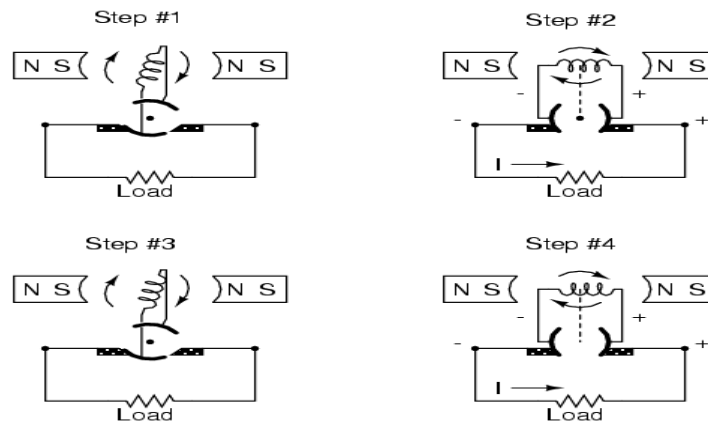 Step #1
N S
N S
Load
Step #2
N S
N S
- +
- +
I
Load
Step #3
N S
N S
Load
Step #4
N S
N S
- +
- +
I
Load